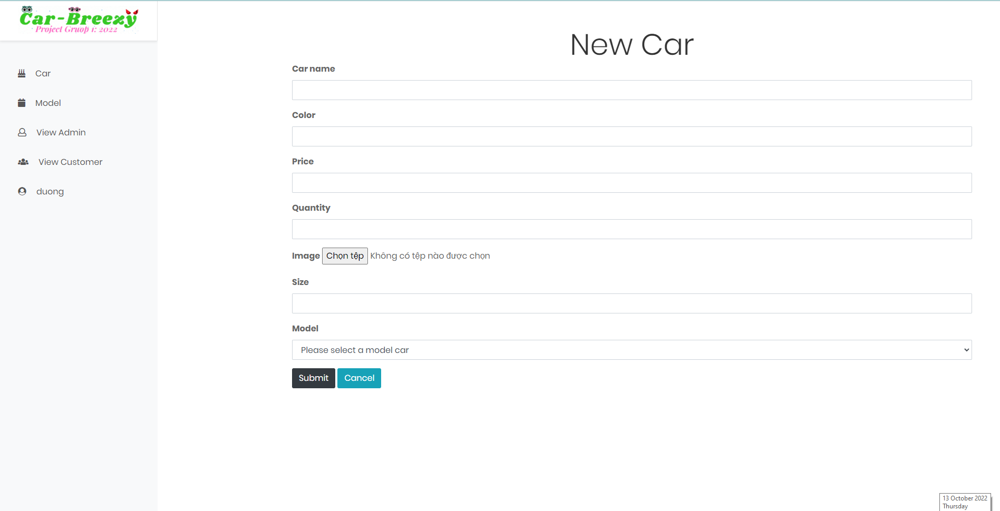 Car-Breezy
Project Gruop 1: 2022
Car
Model
View Admin
View Customer
duong
New Car
Car name
Color
Price
Quantity
Image Chọn tệp Không có tệp nào được chọn
Size
Model
Please select a model car
Submit Cancel
13 October 2022
Thursday